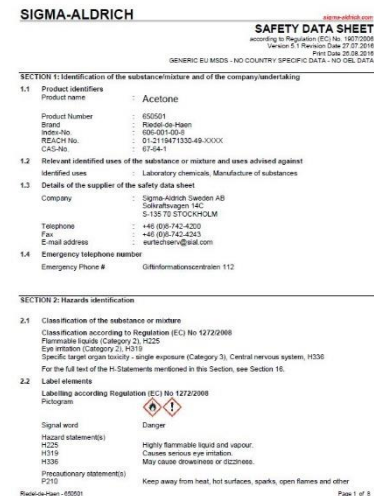 SIGMA-ALDRICH
sigma-aldrich.com
SAFETY DATA SHEET
according to Regulation (EC) No. 1907/2006
Version 5.1 Revision Date 27.07.2016
Print Date 26.08.2016
GENERIC EU MSDS - NO COUNTRY SPECIFIC DATA - NO OEL DATA
SECTION 1: Identification of the substance/mixture and of the company/undertaking
1.1 Product identifiers
Product name : Acetone
Product Number : 650501
Brand : Riedel-de-Haen
Index-No. : 606-001-00-8
REACH No. : 01-2119471330-49-XXXX
CAS-No. : 67-64-1
1.2 Relevant identified uses of the substance or mixture and uses advised against
Identified uses : Laboratory chemicals, Manufacture of substances
1.3 Details of the supplier of the safety data sheet
Company : Sigma-Aldrich Sweden AB
Solkraftsvagen 14C
S-135 70 STOCKHOLM
Telephone : +46 (0)8-742-4200
Fax : +46 (0)8-742-4243
E-mail address : eurtechserv@sial.com
1.4 Emergency telephone number
Emergency Phone # : Giftinformationscentralen 112
SECTION 2: Hazards identification
2.1 Classification of the substance or mixture
Classification according to Regulation (EC) No 1272/2008
Flammable liquids (Category 2), H225
Eye irritation (Category 2), H319
Specific target organ toxicity - single exposure (Category 3), Central nervous system, H336
For the full text of the H-Statements mentioned in this Section, see Section 16.
2.2 Label elements
Labelling according Regulation (EC) No 1272/2008
Pictogram
Signal word Danger
Hazard statement(s)
H225 Highly flammable liquid and vapour.
H319 Causes serious eye irritation.
H336 May cause drowsiness or dizziness.
Precautionary statement(s)
P210 Keep away from heat, hot surfaces, sparks, open flames and other
Riedel-de-Haen - 650501 Page 1 of 8